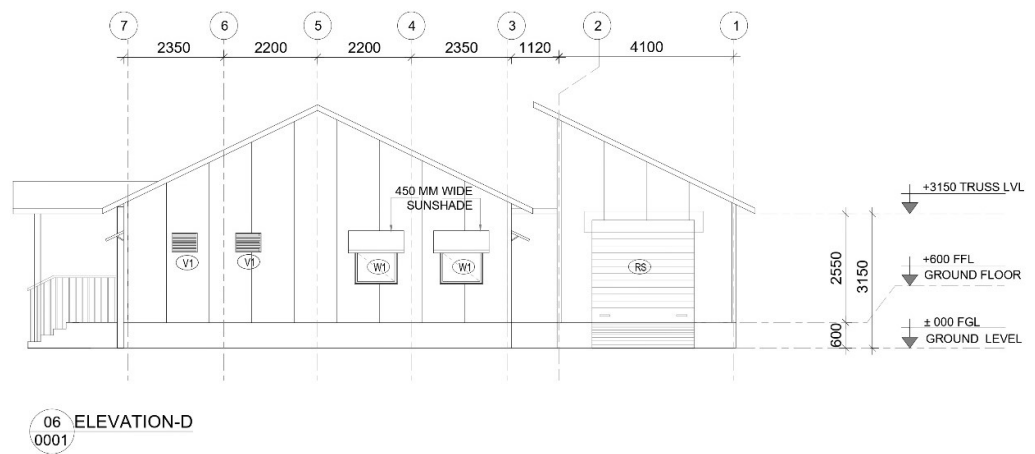 7 6 5 4 3 2 1
2350 2200 2200 2350 1120 4100
450 MM WIDE
SUNSHADE
+3150 TRUSS LVL
V1 V1 W1 W1 RS
2550
3150
+600 FFL
GROUND FLOOR
600
± 000 FGL
GROUND LEVEL
06 ELEVATION-D
0001